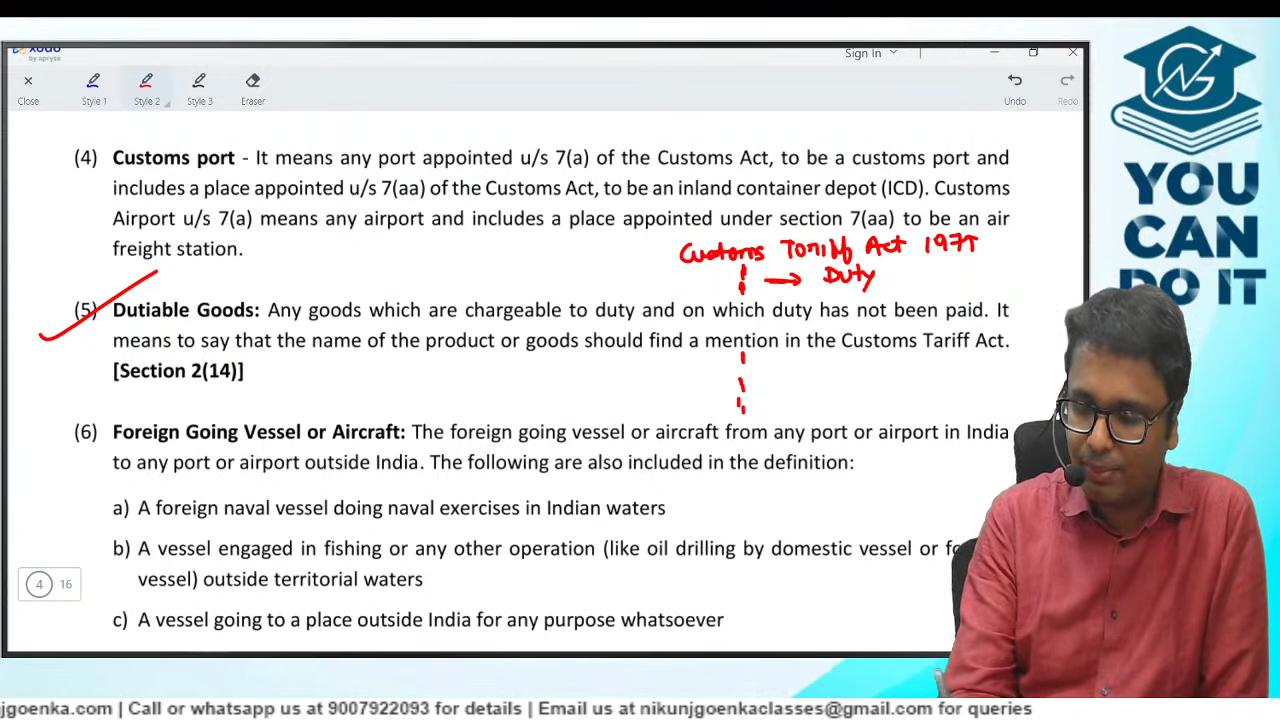 by apryse
Sign In
Close
Style 1
Style 2
Style 3
Eraser
Undo
Redo
(4) Customs port - It means any port appointed u/s 7(a) of the Customs Act, to be a customs port and
includes a place appointed u/s 7(aa) of the Customs Act, to be an inland container depot (ICD). Customs
Airport u/s 7(a) means any airport and includes a place appointed under section 7(aa) to be an air
freight station.
Customs Tariff Act 1975
→ Duty
(5) Dutiable Goods: Any goods which are chargeable to duty and on which duty has not been paid. It
means to say that the name of the product or goods should find a mention in the Customs Tariff Act.
[Section 2(14)]
(6) Foreign Going Vessel or Aircraft: The foreign going vessel or aircraft from any port or airport in India
to any port or airport outside India. The following are also included in the definition:
a) A foreign naval vessel doing naval exercises in Indian waters
b) A vessel engaged in fishing or any other operation (like oil drilling by domestic vessel or fo
vessel) outside territorial waters
c) A vessel going to a place outside India for any purpose whatsoever
4 16
YOU
CAN
DO IT
njgoenka.com | Call or whatsapp us at 9007922093 for details | Email us at nikunjgoenkaclasses@gmail.com for queries